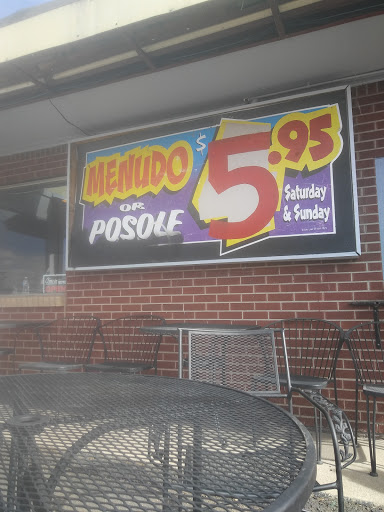 MENUDO
OR
POSOLE
$5.95
Saturday
& Sunday